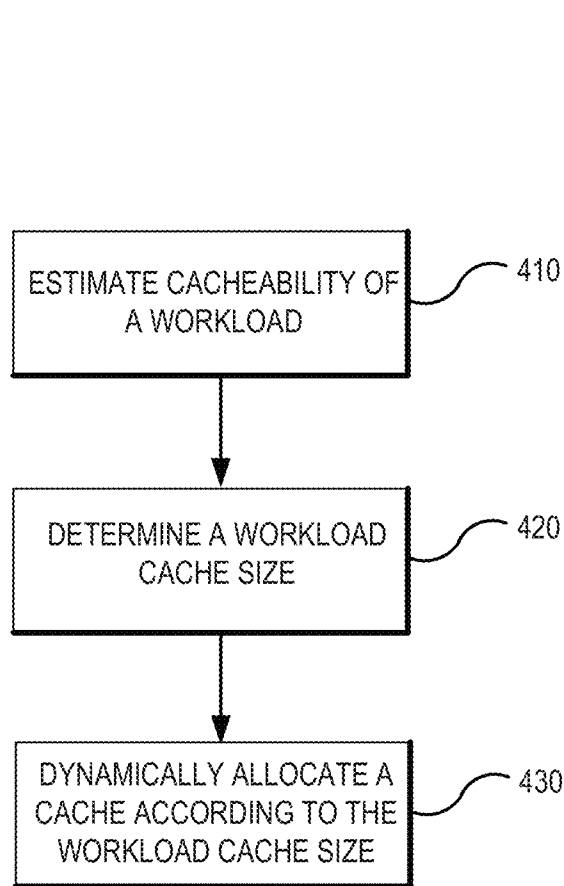 ESTIMATE CACHEABILITY OF
A WORKLOAD
410
DETERMINE A WORKLOAD
CACHE SIZE
420
DYNAMICALLY ALLOCATE A
CACHE ACCORDING TO THE
WORKLOAD CACHE SIZE
430